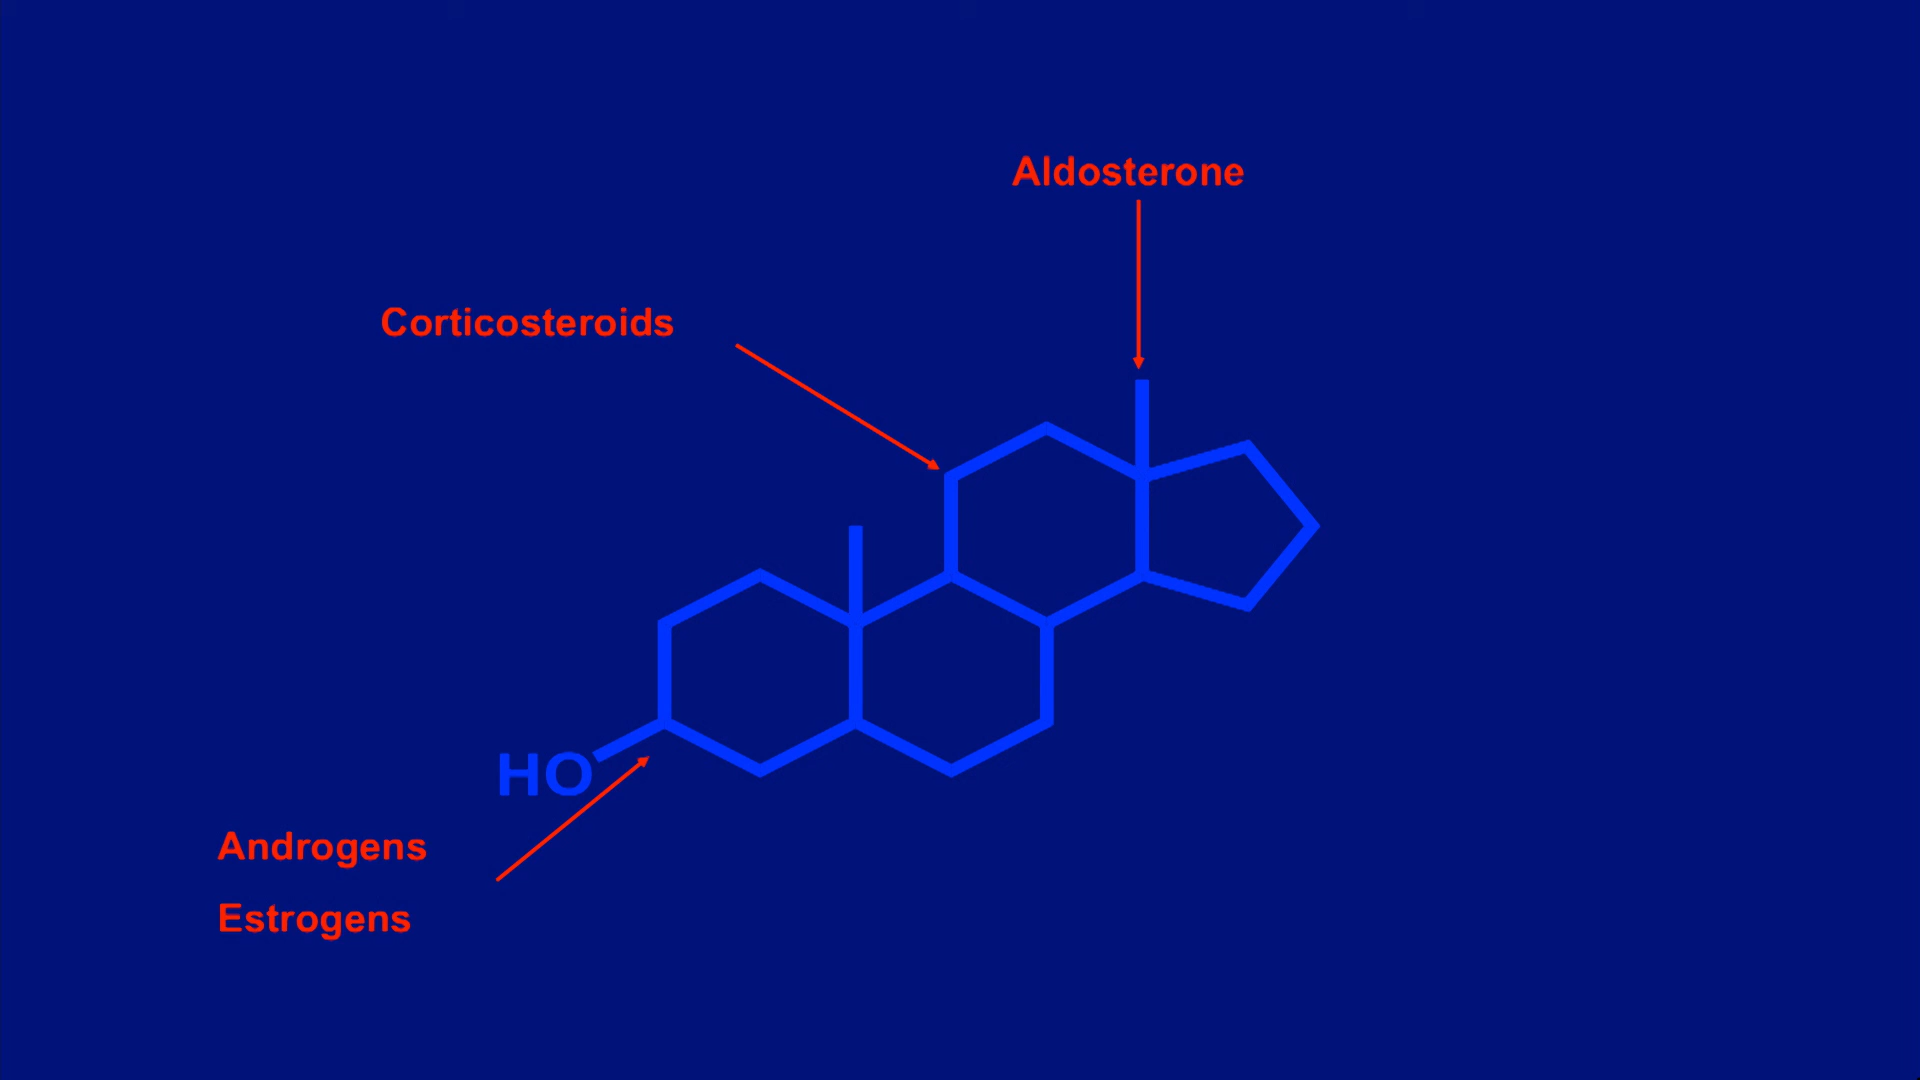 Aldosterone
Corticosteroids
HO
Androgens
Estrogens